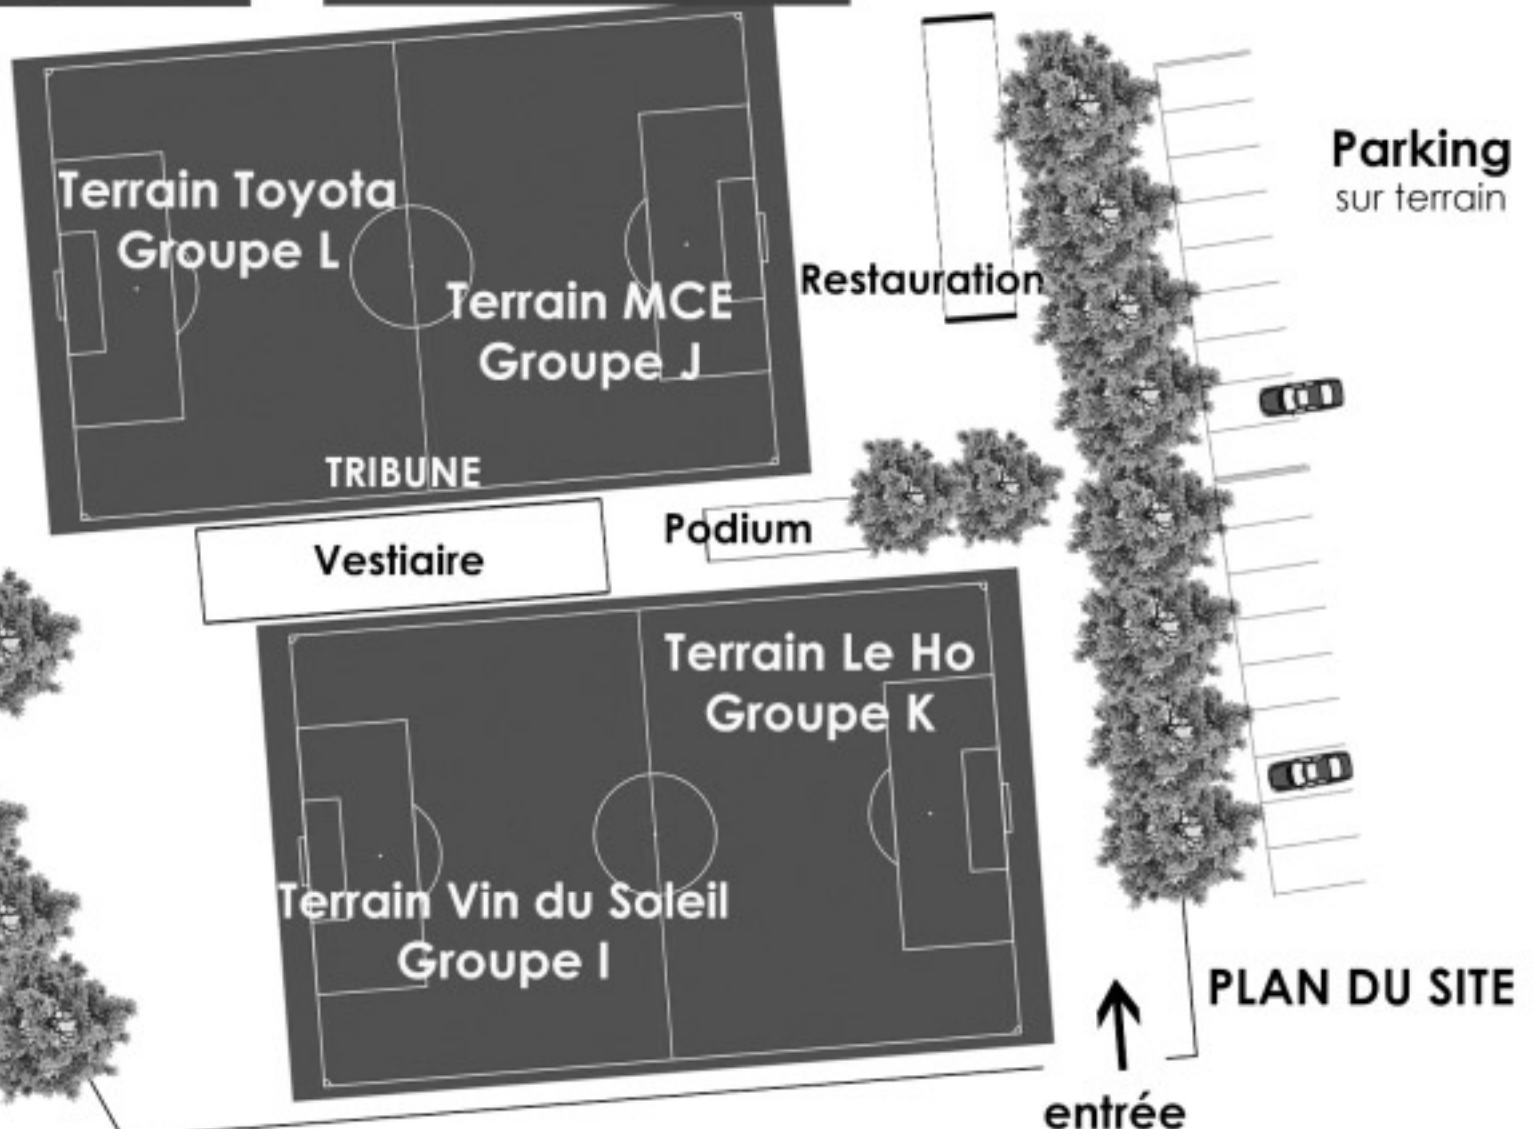 Terrain Toyota
Groupe L
Terrain MCE
Groupe J
TRIBUNE
Restauration
Parking
sur terrain
Vestiaire
Podium
Terrain Le Ho
Groupe K
Terrain Vin du Soleil
Groupe I
PLAN DU SITE
entrée